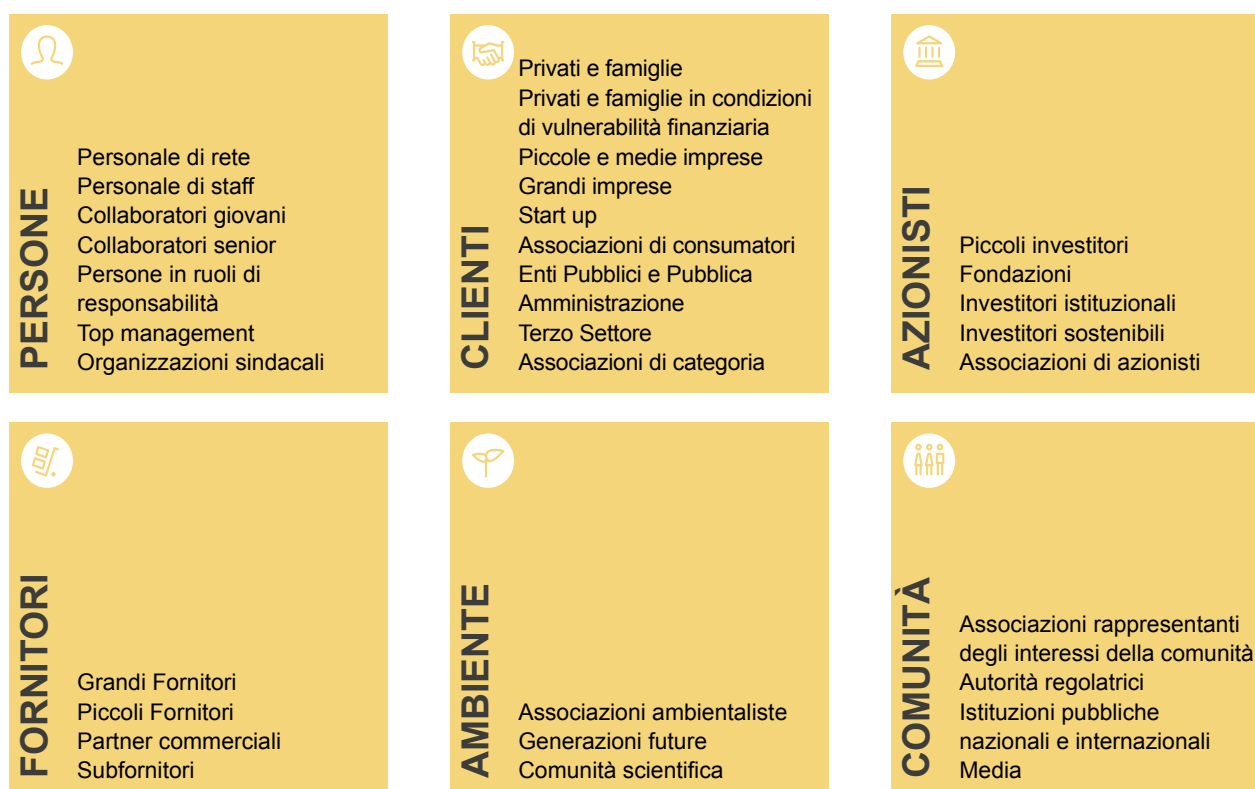 PERSONE
Personale di rete
Personale di staff
Collaboratori giovani
Collaboratori senior
Persone in ruoli di
responsabilità
Top management
Organizzazioni sindacali
CLIENTI
Privati e famiglie
Privati e famiglie in condizioni
di vulnerabilità finanziaria
Piccole e medie imprese
Grandi imprese
Start up
Associazioni di consumatori
Enti Pubblici e Pubblica
Amministrazione
Terzo Settore
Associazioni di categoria
AZIONISTI
Piccoli investitori
Fondazioni
Investitori istituzionali
Investitori sostenibili
Associazioni di azionisti
FORNITORI
Grandi Fornitori
Piccoli Fornitori
Partner commerciali
Subfornitori
AMBIENTE
Associazioni ambientaliste
Generazioni future
Comunità scientifica
COMUNITÀ
Associazioni rappresentanti
degli interessi della comunità
Autorità regolatrici
Istituzioni pubbliche
nazionali e internazionali
Media